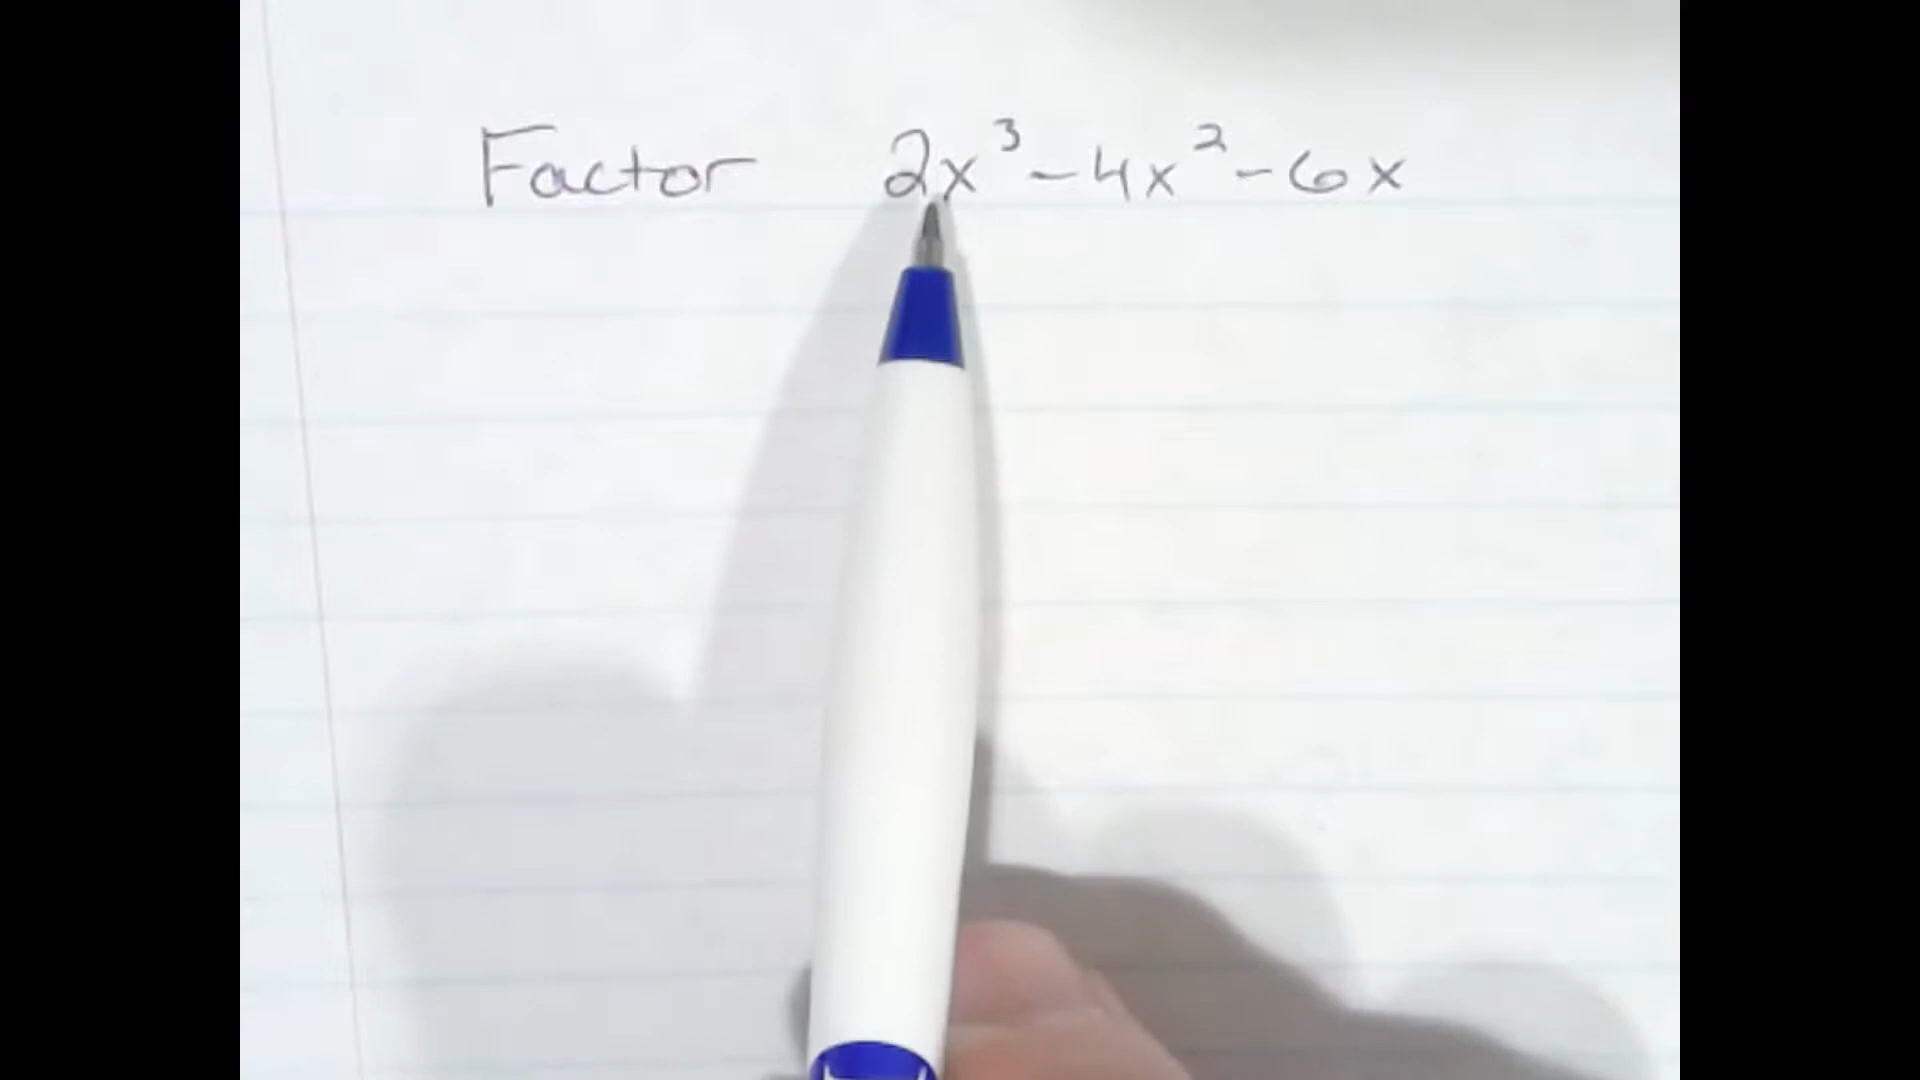 Factor 2x³ - 4x² - 6x